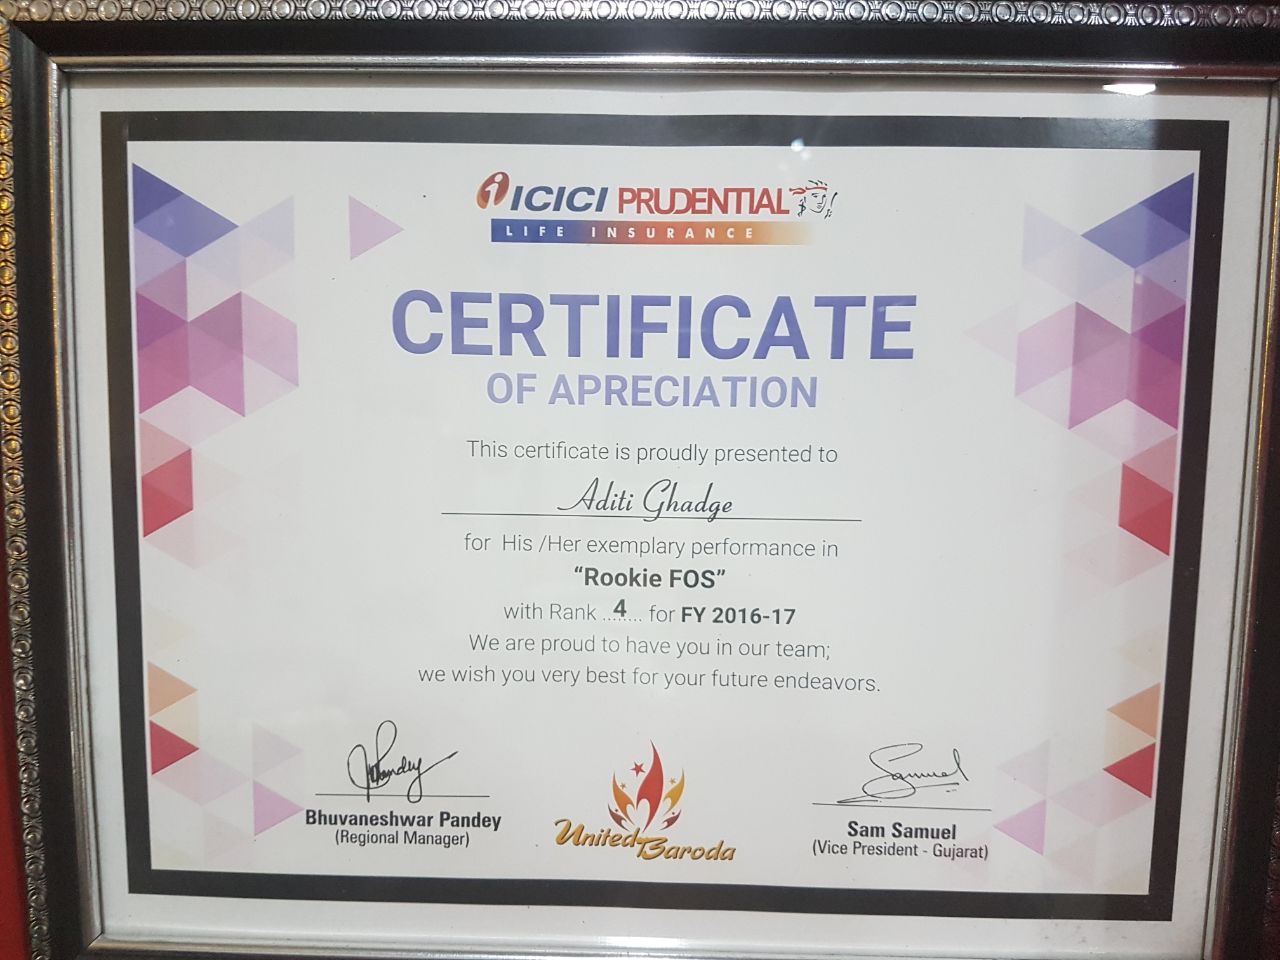 ICICI PRUDENTIAL
LIFE INSURANCE
CERTIFICATE
OF APRECIATION
This certificate is proudly presented to
Aditi Ghadge
for His /Her exemplary performance in
“Rookie FOS”
with Rank ..4.... for FY 2016-17
We are proud to have you in our team;
we wish you very best for your future endeavors.
Pandey
Bhuvaneshwar Pandey
(Regional Manager)
United Baroda
Samuel
Sam Samuel
(Vice President - Gujarat)